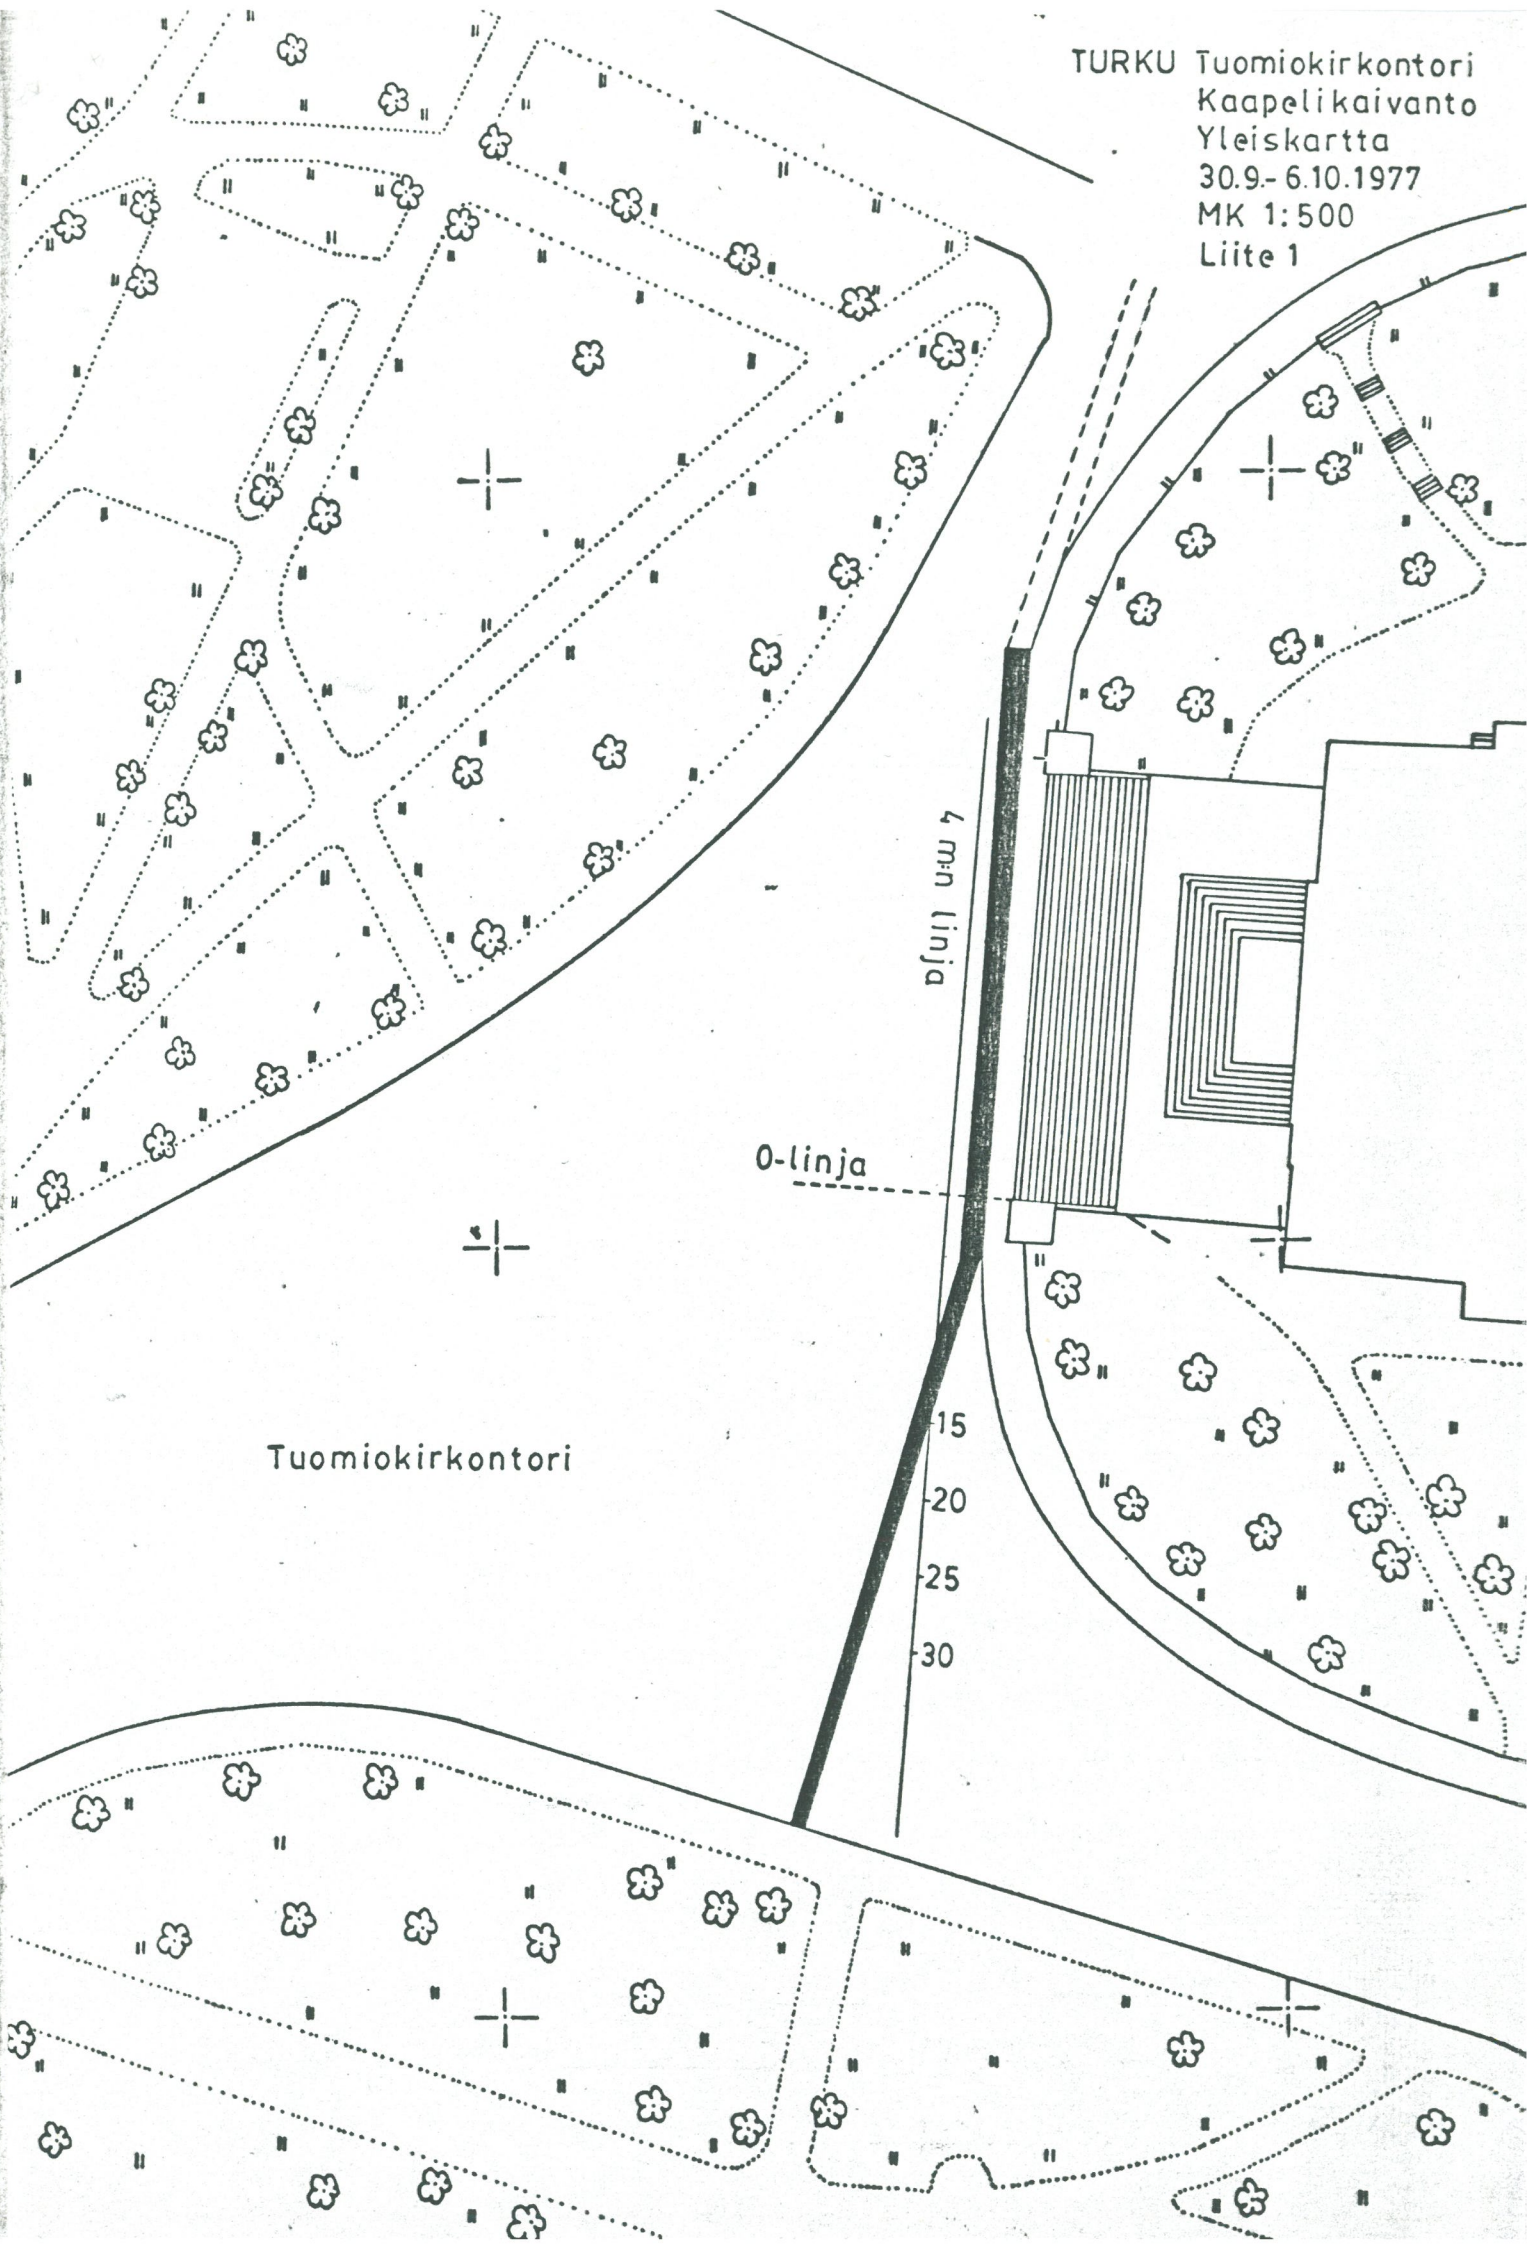 TURKU Tuomiokirkontori
Kaapelikaivanto
Yleiskartta
30.9.-6.10.1977
MK 1:500
Liite 1
4 m:n linja
0-linja
15
Tuomiokirkontori
20
25
30